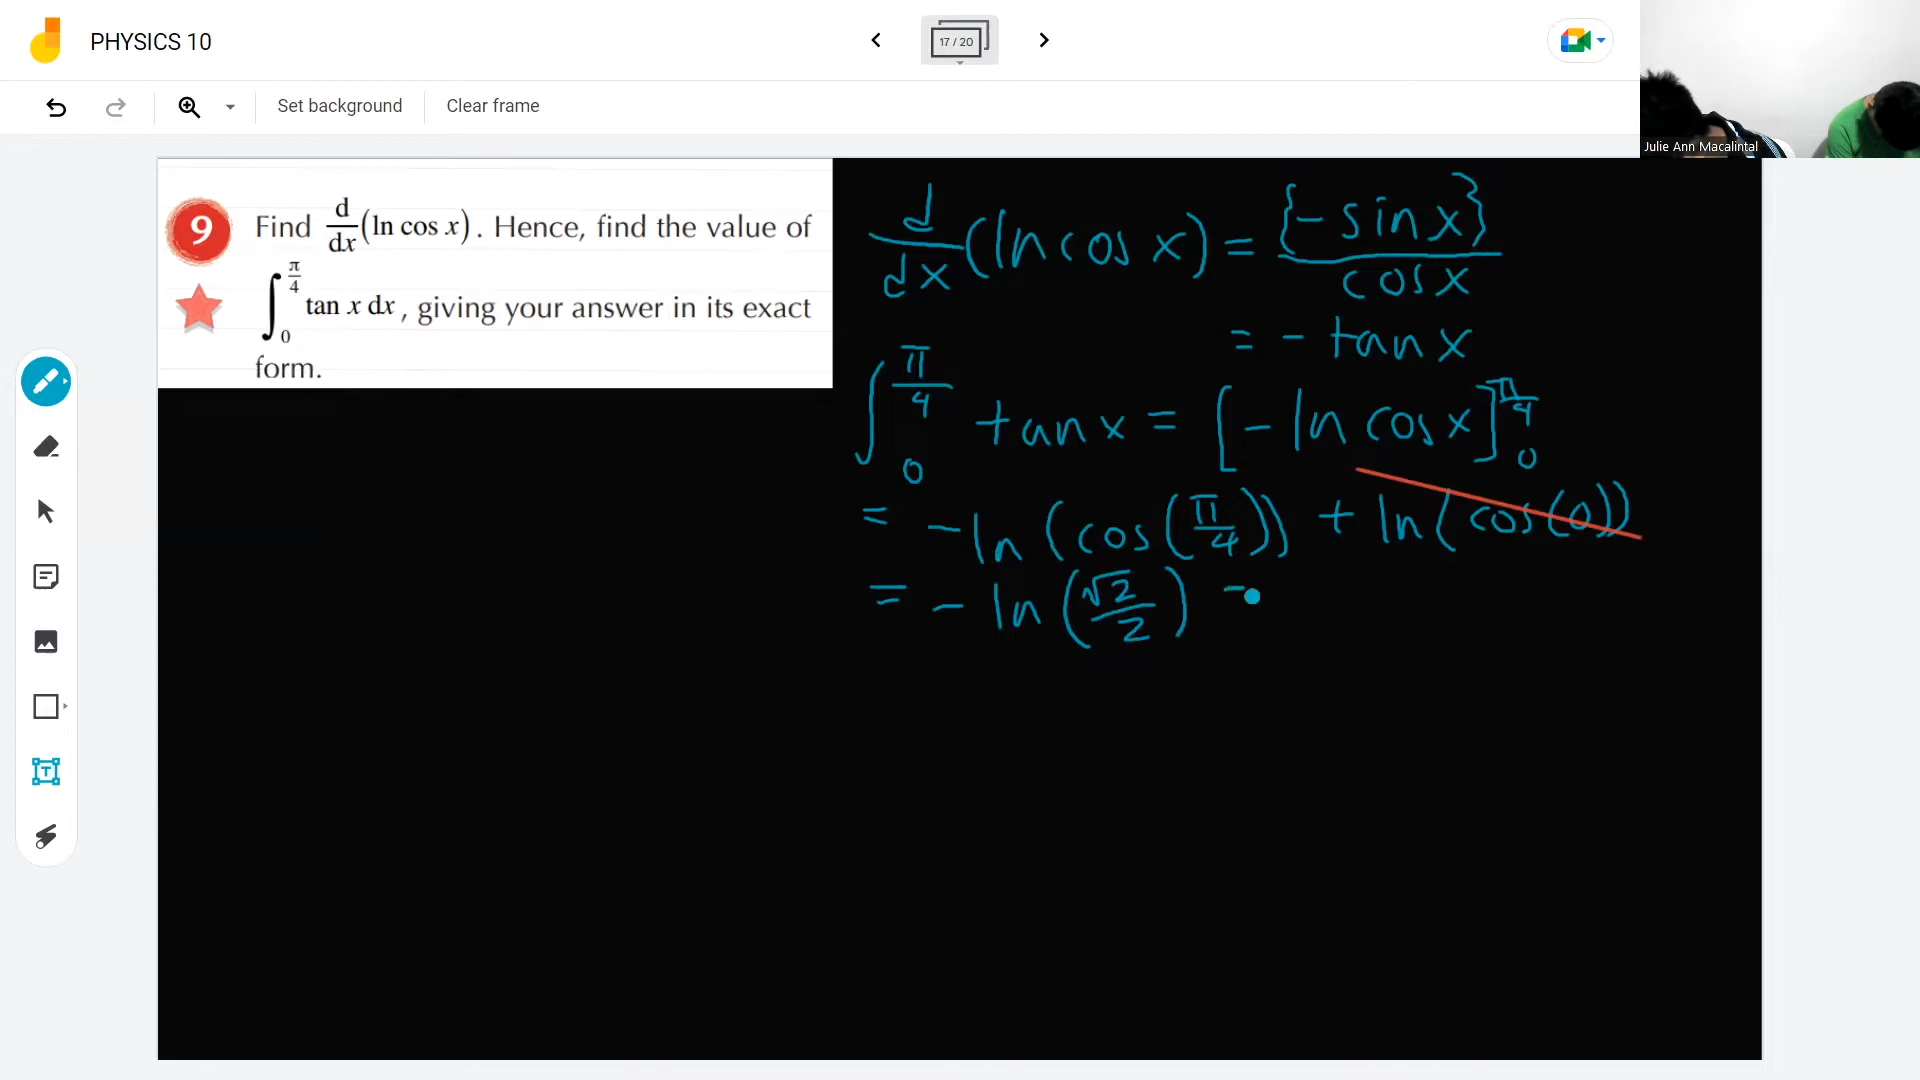 PHYSICS 10
17 / 20
Set background
Clear frame
Julie Ann Macalintal
9 Find d/dx (ln cos x). Hence, find the value of
∫₀^(π/4) tan x dx, giving your answer in its exact
form.
d/dx (ln cos x) = {- sin x} / cos x
= - tan x
∫₀^(π/4) tan x = [- ln cos x]₀^(π/4)
= - ln (cos (π/4)) + ln (cos (0))
= - ln (√2/2) -
T